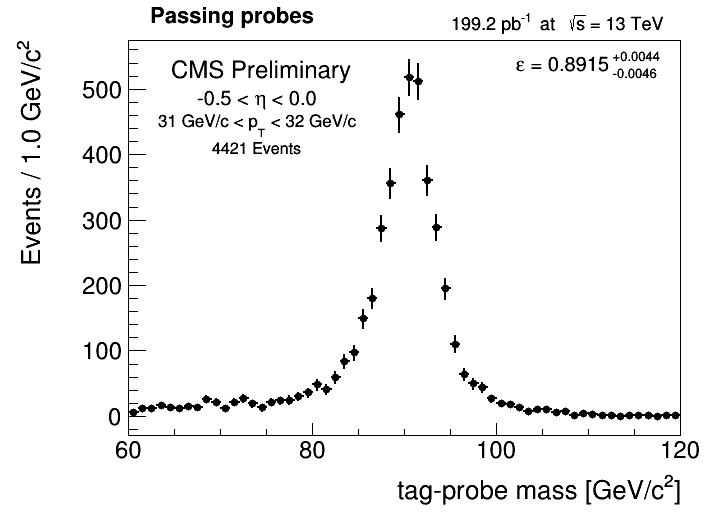 Passing probes
199.2 pb⁻¹ at √s = 13 TeV
CMS Preliminary
ε = 0.8915 +0.0044 -0.0046
-0.5 < η < 0.0
31 GeV/c < p_T < 32 GeV/c
4421 Events
Events / 1.0 GeV/c²
500
400
300
200
100
0
60 80 100 120
tag-probe mass [GeV/c²]